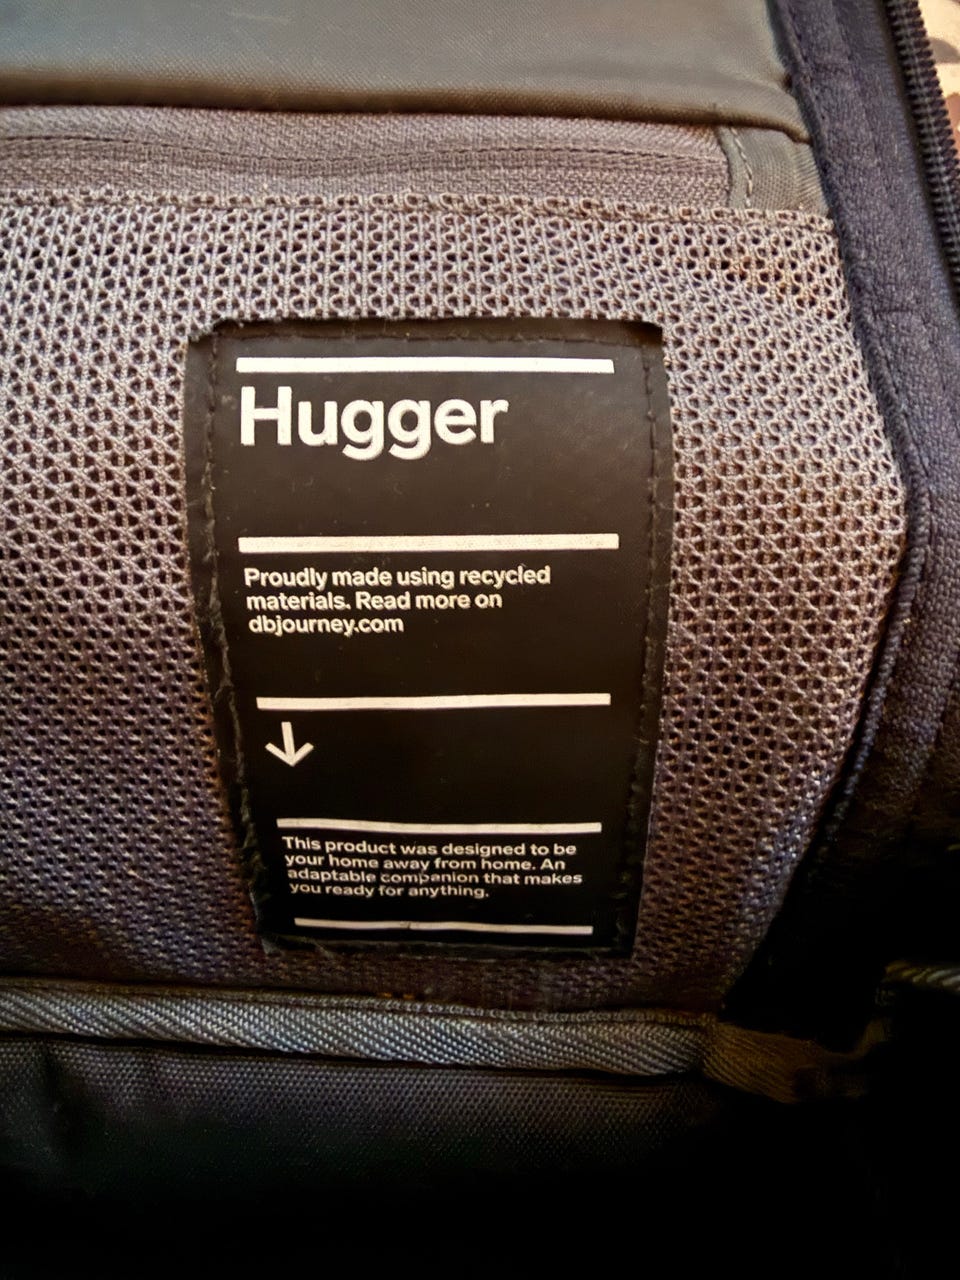 Hugger
Proudly made using recycled
materials. Read more on
dbjourney.com
This product was designed to be
your home away from home. An
adaptable companion that makes
you ready for anything.